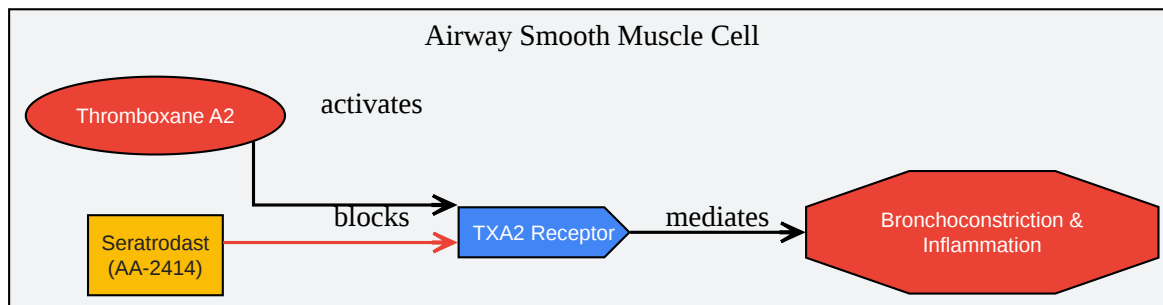 Airway Smooth Muscle Cell
Thromboxane A2
activates
blocks
Seratrodast
(AA-2414)
TXA2 Receptor
mediates
Bronchoconstriction &
Inflammation